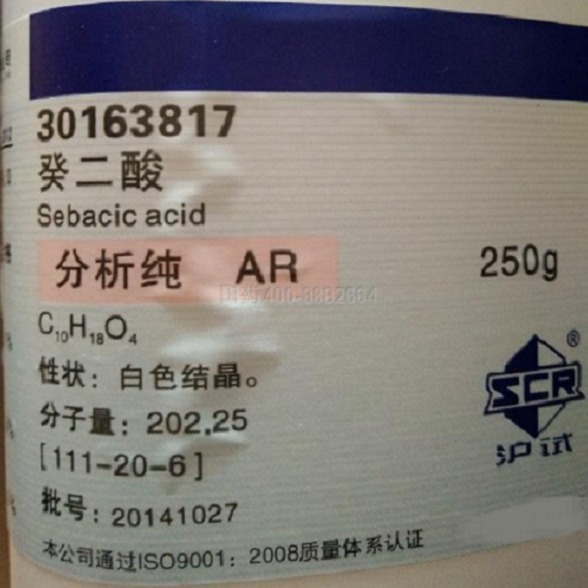 30163817
癸二酸
Sebacic acid
分析纯 AR 250g
C₁₀H₁₈O₄
性状：白色结晶。
分子量：202.25
[111-20-6]
SCR®
沪试
批号：20141027
本公司通过ISO9001：2008质量体系认证